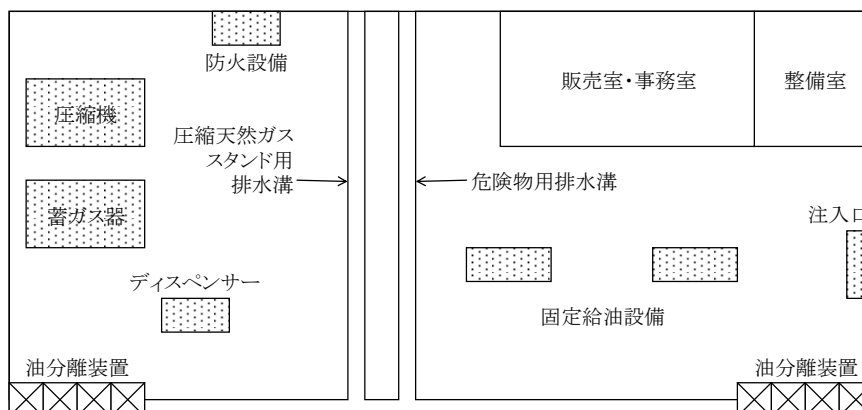 防火設備
販売室・事務室
整備室
圧縮機
圧縮天然ガス
スタンド用
排水溝
危険物用排水溝
蓄ガス器
注入口
ディスペンサー
固定給油設備
油分離装置
油分離装置